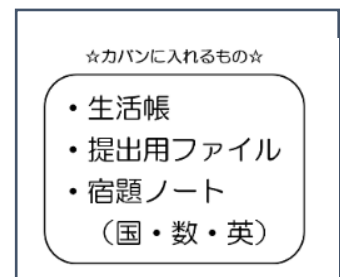 ☆カバンに入れるもの☆
・生活帳
・提出用ファイル
・宿題ノート
（国・数・英）